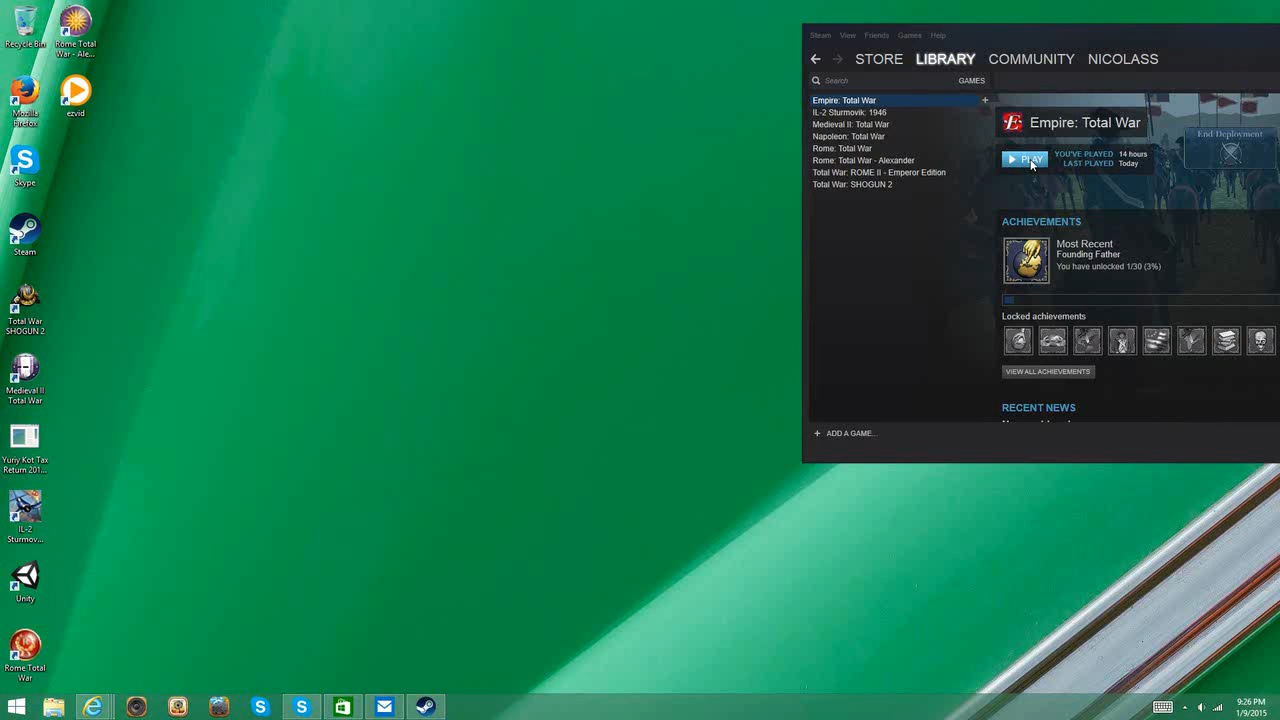 Recycle Bin
Rome Total
War - Ale...
Mozilla
Firefox
ezvid
Skype
Steam
Total War
SHOGUN 2
Medieval II
Total War
Yuriy Kot Tax
Return 201...
IL-2
Sturmov...
Unity
Rome Total
War
Steam View Friends Games Help
STORE LIBRARY COMMUNITY NICOLASS
Search GAMES
Empire: Total War
IL-2 Sturmovik: 1946
Medieval II: Total War
Napoleon: Total War
Rome: Total War
Rome: Total War - Alexander
Total War: ROME II - Emperor Edition
Total War: SHOGUN 2
+ ADD A GAME...
Empire: Total War
End Deployment
PLAY
YOU'VE PLAYED 14 hours
LAST PLAYED Today
ACHIEVEMENTS
Most Recent
Founding Father
You have unlocked 1/30 (3%)
Locked achievements
VIEW ALL ACHIEVEMENTS
RECENT NEWS
9:26 PM
1/9/2015